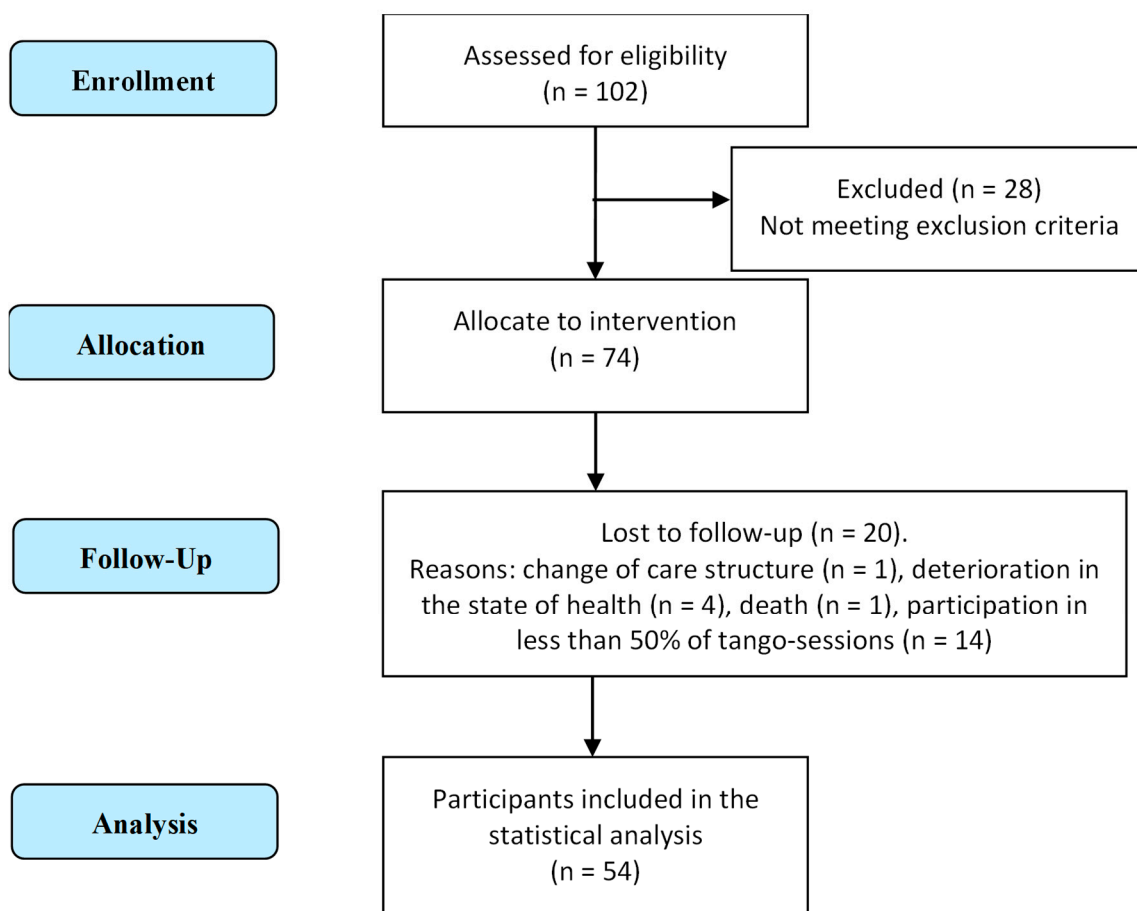 Enrollment
Assessed for eligibility
(n = 102)
Excluded (n = 28)
Not meeting exclusion criteria
Allocation
Allocate to intervention
(n = 74)
Follow-Up
Lost to follow-up (n = 20).
Reasons: change of care structure (n = 1), deterioration in
the state of health (n = 4), death (n = 1), participation in
less than 50% of tango-sessions (n = 14)
Analysis
Participants included in the
statistical analysis
(n = 54)